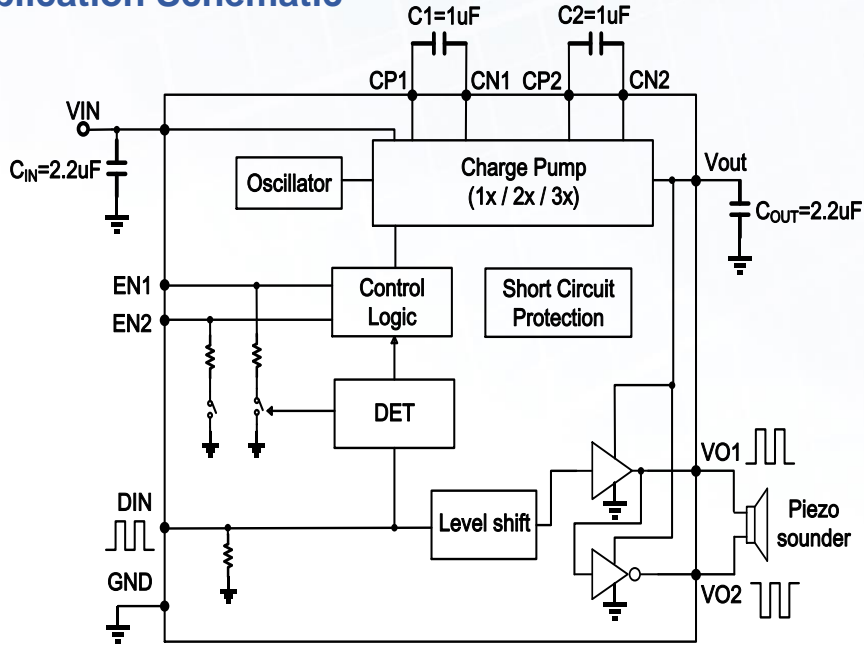 plication Schematic
C1=1uF
C2=1uF
CP1
CN1
CP2
CN2
VIN
CIN=2.2uF
Oscillator
Charge Pump
(1x / 2x / 3x)
Vout
COUT=2.2uF
EN1
EN2
Control
Logic
Short Circuit
Protection
DET
VO1
DIN
Level shift
Piezo
sounder
GND
VO2